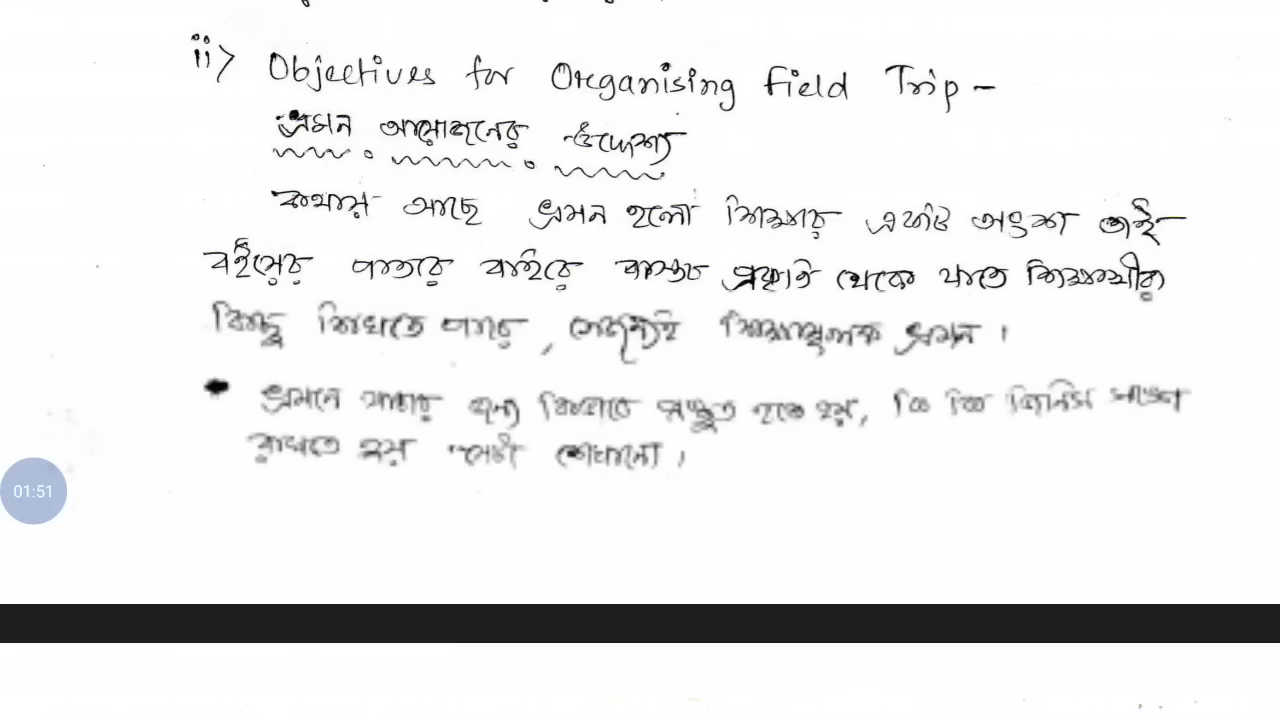 ii> Objectives for Organising Field Trip -
ভ্রমন আয়োজনের উদ্দেশ্য
কথায় আছে ভ্রমন হলো শিক্ষার একটি অংশ তাই
বইয়ের পাতার বাইরে বাস্তব প্রকৃতি থেকে যাতে শিক্ষার্থীরা
কিছু শিখতে পারে, সেজন্যই শিক্ষামূলক ভ্রমন।
• ভ্রমনে যাবার জন্য কিভাবে প্রস্তুত হতে হয়, কি কি জিনিস সঙ্গে
রাখতে হয় সেটা শেখানো।
01:51